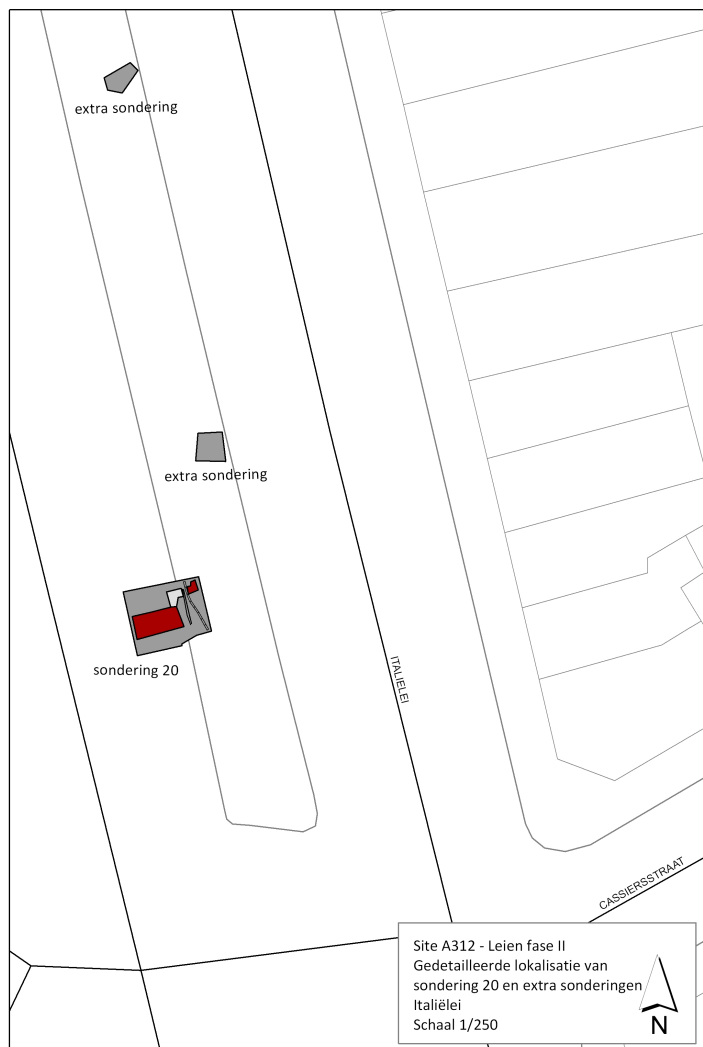 extra sondering
extra sondering
sondering 20
ITALIELEI
CASSIERSSTRAAT
Site A312 - Leien fase II
Gedetailleerde lokalisatie van
sondering 20 en extra sonderingen
Italiëlei
Schaal 1/250
N